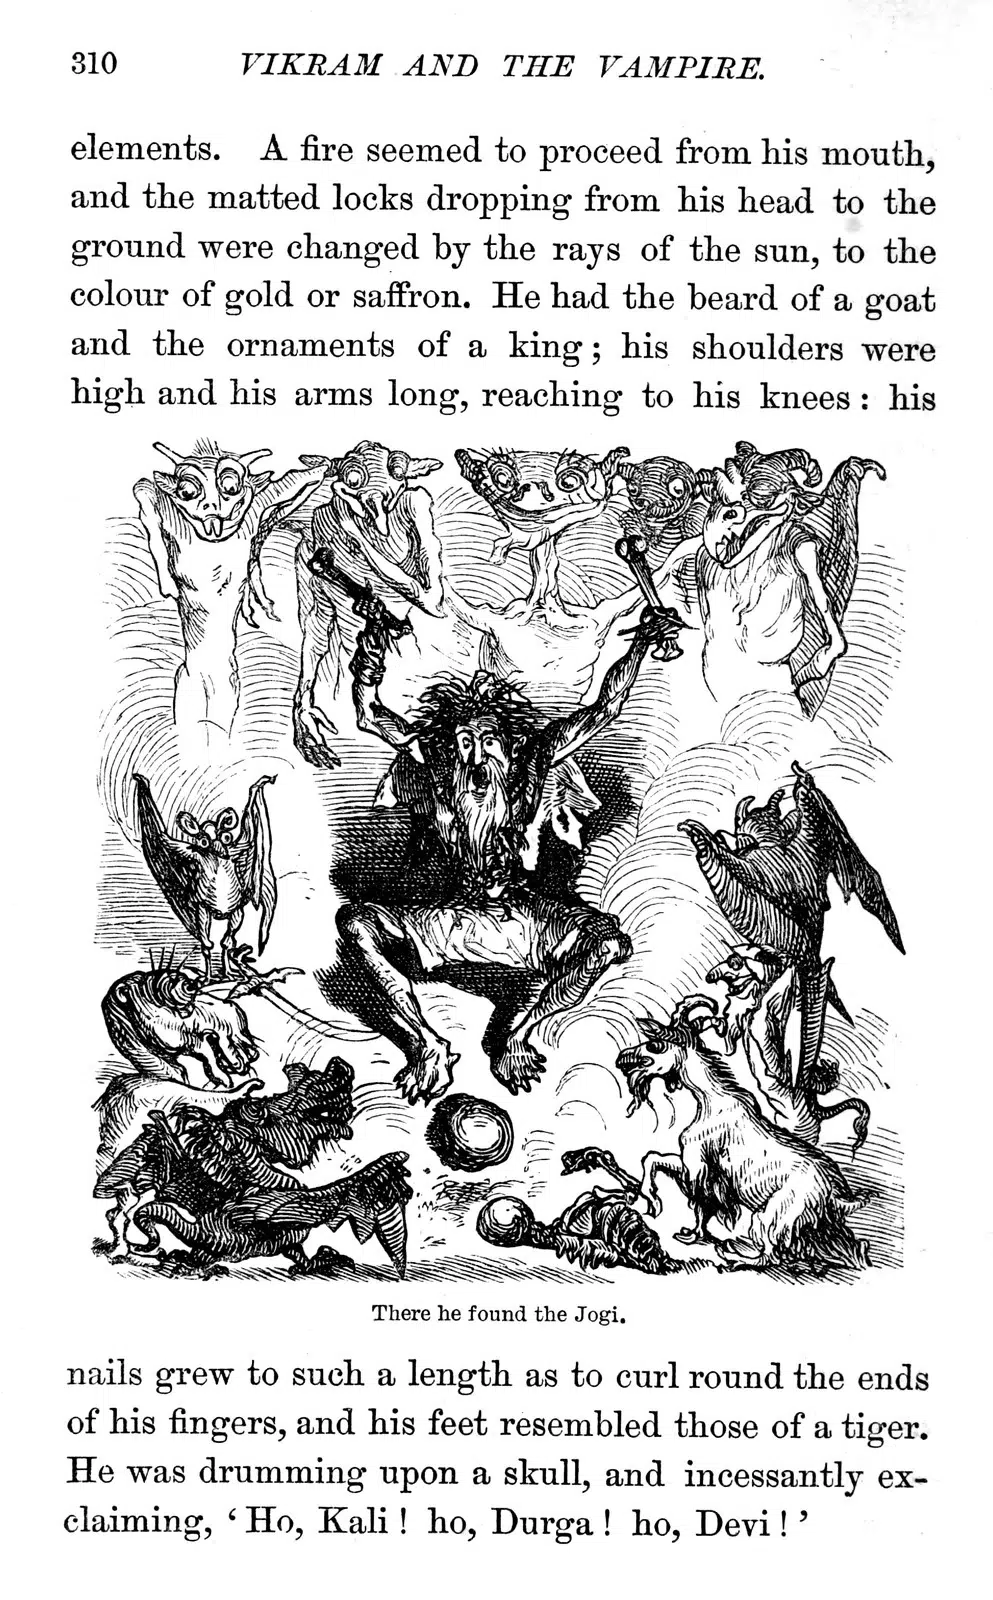 310 VIKRAM AND THE VAMPIRE.
elements. A fire seemed to proceed from his mouth,
and the matted locks dropping from his head to the
ground were changed by the rays of the sun, to the
colour of gold or saffron. He had the beard of a goat
and the ornaments of a king; his shoulders were
high and his arms long, reaching to his knees: his
There he found the Jogi.
nails grew to such a length as to curl round the ends
of his fingers, and his feet resembled those of a tiger.
He was drumming upon a skull, and incessantly ex-
claiming, ‘Ho, Kali! ho, Durga! ho, Devi!’